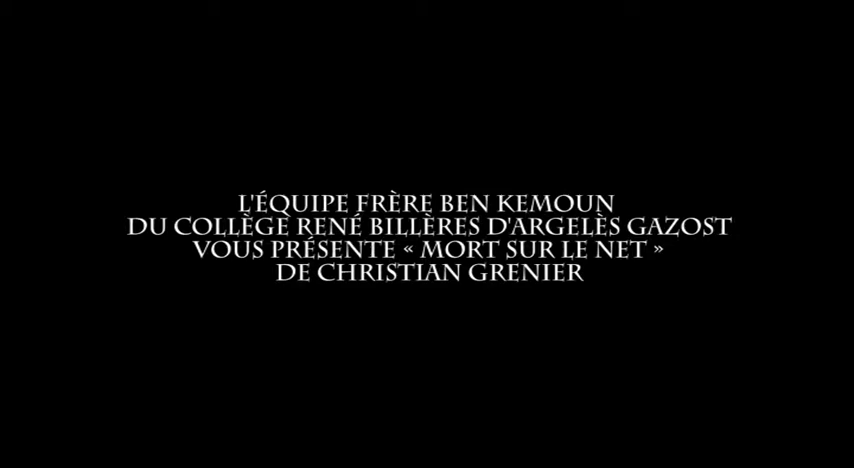 L'ÉQUIPE FRÈRE BEN KEMOUN
DU COLLÈGE RENÉ BILLÈRES D'ARGELÈS GAZOST
VOUS PRÉSENTE « MORT SUR LE NET »
DE CHRISTIAN GRENIER